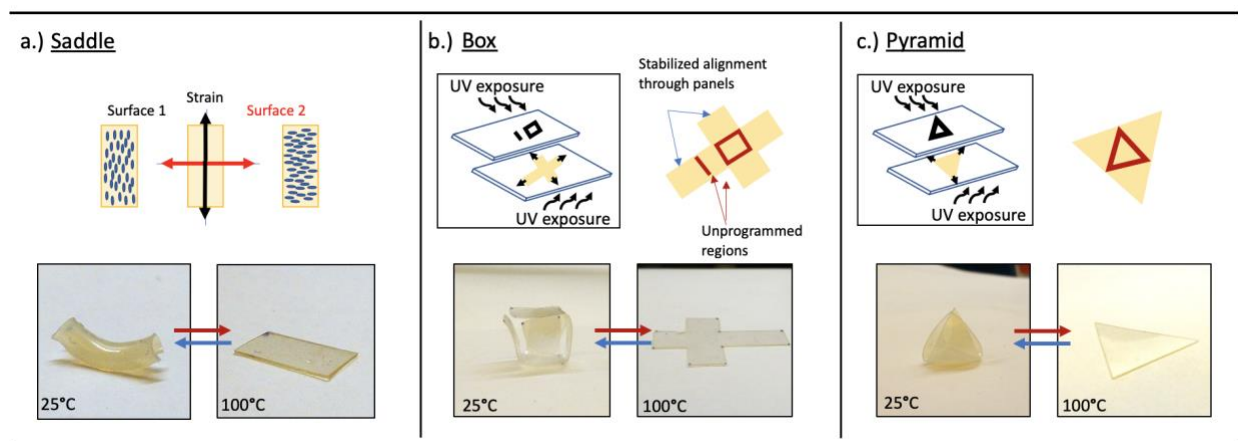 a.) Saddle
Strain
Surface 1
Surface 2
25°C
100°C
b.) Box
UV exposure
UV exposure
Stabilized alignment
through panels
Unprogrammed
regions
25°C
100°C
c.) Pyramid
UV exposure
UV exposure
25°C
100°C